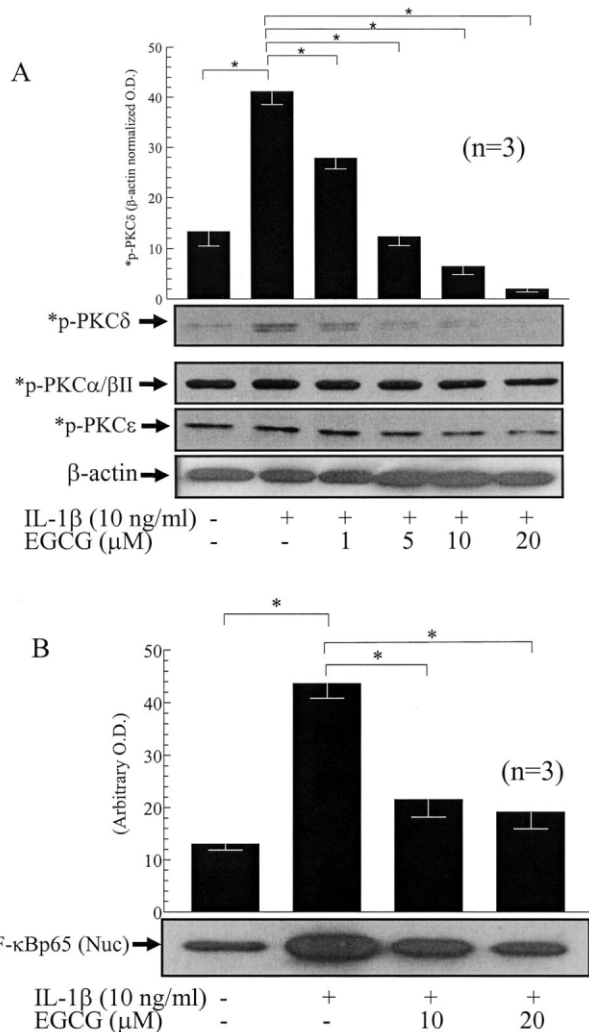 *
*
*
*
*
A
50
40
30
20
10
0
*p-PKCδ (β-actin normalized O.D.)
(n=3)
*p-PKCδ
*p-PKCα/βII
*p-PKCε
β-actin
IL-1β (10 ng/ml) - + + + + +
EGCG (μM) - - 1 5 10 20
B
*
*
*
50
40
30
20
10
0
(Arbitrary O.D.)
(n=3)
F-κBp65 (Nuc)
IL-1β (10 ng/ml) - + + +
EGCG (μM) - - 10 20